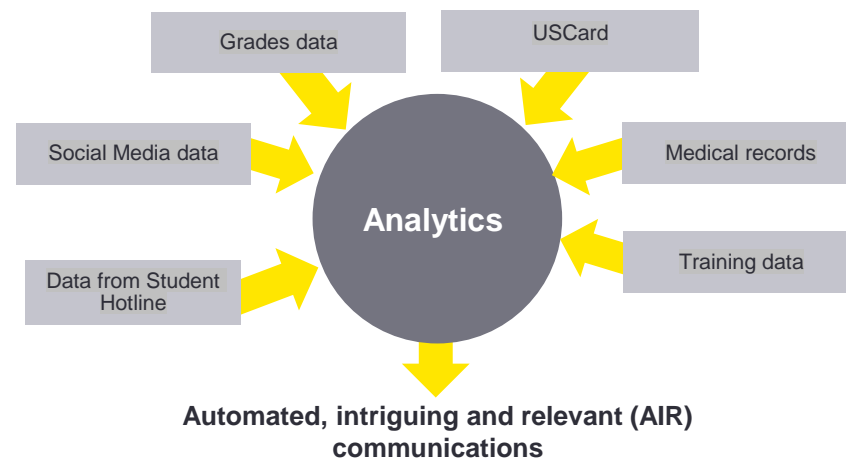 Grades data
USCard
Social Media data
Medical records
Analytics
Data from Student
Hotline
Training data
Automated, intriguing and relevant (AIR)
communications